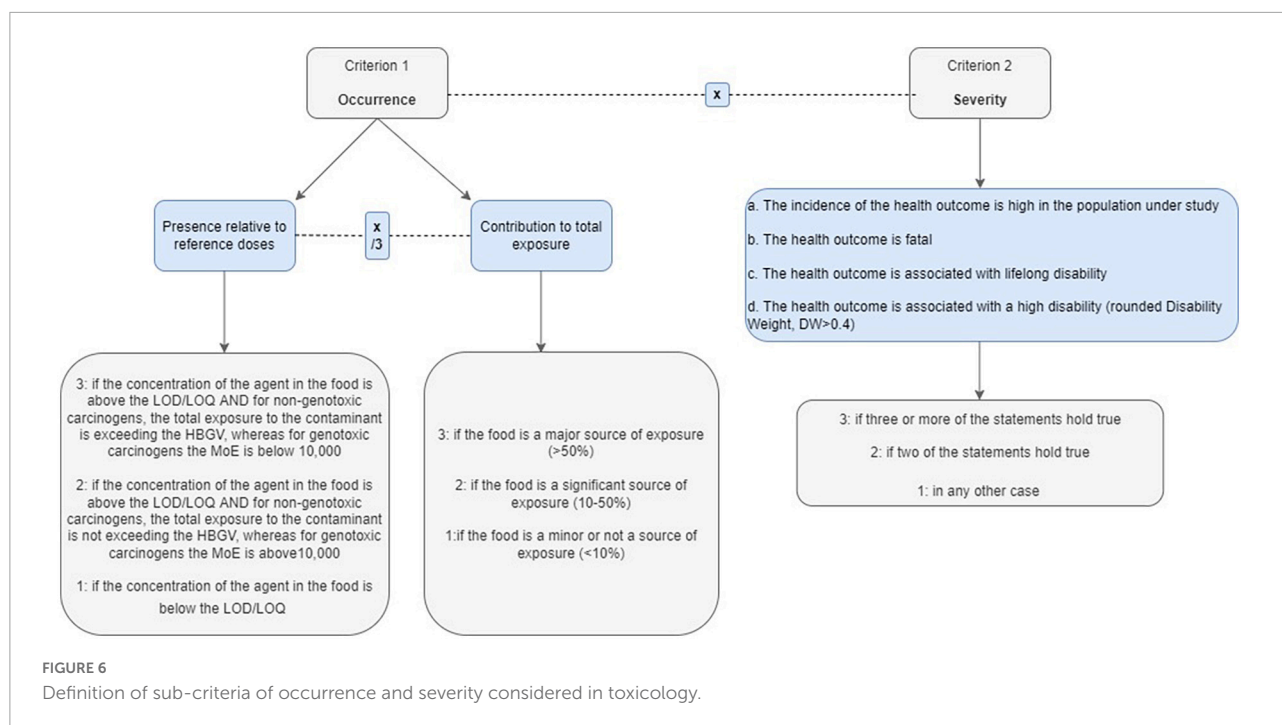 Criterion 1
Occurrence
x
Criterion 2
Severity
Presence relative to
reference doses
x
/3
Contribution to total
exposure
a. The incidence of the health outcome is high in the population under study
b. The health outcome is fatal
c. The health outcome is associated with lifelong disability
d. The health outcome is associated with a high disability (rounded Disability
Weight, DW>0.4)
3: if the concentration of the agent in the food is
above the LOD/LOQ AND for non-genotoxic
carcinogens, the total exposure to the contaminant
is exceeding the HBGV, whereas for genotoxic
carcinogens the MoE is below 10,000
2: if the concentration of the agent in the food is
above the LOD/LOQ AND for non-genotoxic
carcinogens, the total exposure to the contaminant
is not exceeding the HBGV, whereas for genotoxic
carcinogens the MoE is above10,000
1: if the concentration of the agent in the food is
below the LOD/LOQ
3: if the food is a major source of exposure
(>50%)
2: if the food is a significant source of
exposure (10-50%)
1:if the food is a minor or not a source of
exposure (<10%)
3: if three or more of the statements hold true
2: if two of the statements hold true
1: in any other case
FIGURE 6
Definition of sub-criteria of occurrence and severity considered in toxicology.